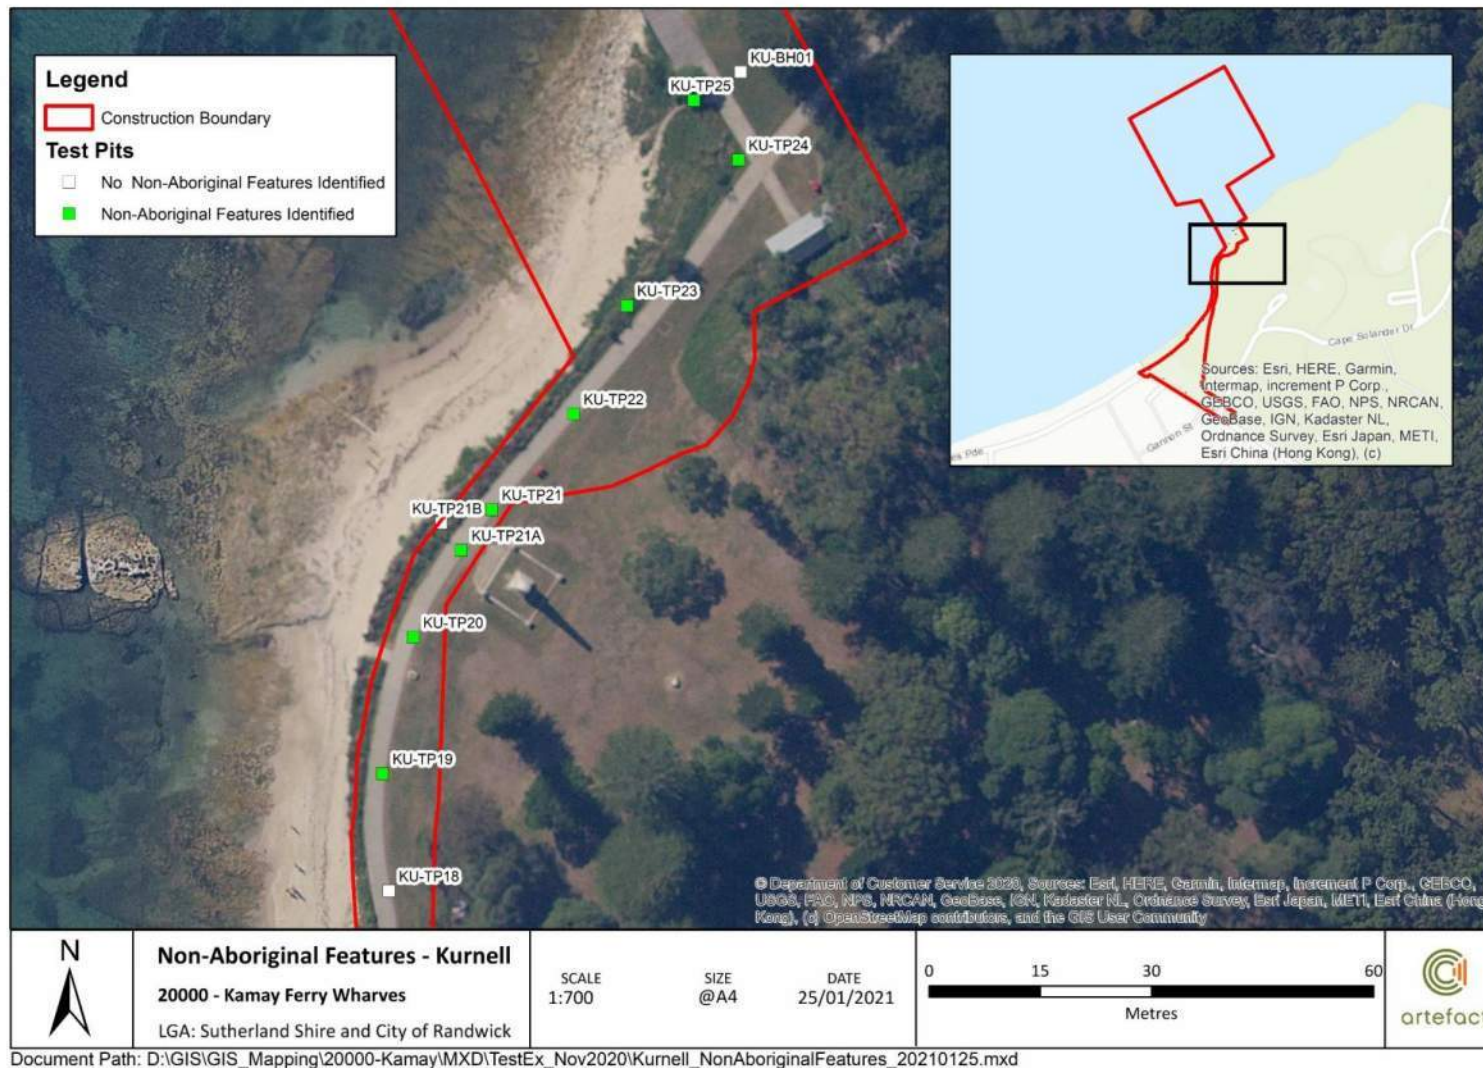 Legend
Construction Boundary
Test Pits
No Non-Aboriginal Features Identified
Non-Aboriginal Features Identified
KU-BH01
KU-TP25
KU-TP24
KU-TP23
KU-TP22
KU-TP21
KU-TP21B
KU-TP21A
KU-TP20
KU-TP19
KU-TP18
Cape Solander Dr
Gannon St
es Pde
Sources: Esri, HERE, Garmin,
Intermap, increment P Corp.,
GEBCO, USGS, FAO, NPS, NRCAN,
GeoBase, IGN, Kadaster NL,
Ordnance Survey, Esri Japan, METI,
Esri China (Hong Kong), (c)
© Department of Customer Service 2020, Sources: Esri, HERE, Garmin, Intermap, increment P Corp., GEBCO,
USGS, FAO, NPS, NRCAN, GeoBase, IGN, Kadaster NL, Ordnance Survey, Esri Japan, METI, Esri China (Hong
Kong), (c) OpenStreetMap contributors, and the GIS User Community
N
Non-Aboriginal Features - Kurnell
20000 - Kamay Ferry Wharves
LGA: Sutherland Shire and City of Randwick
SCALE
1:700
SIZE
@A4
DATE
25/01/2021
0 15 30 60
Metres
artefact
Document Path: D:\GIS\GIS_Mapping\20000-Kamay\MXD\TestEx_Nov2020\Kurnell_NonAboriginalFeatures_20210125.mxd